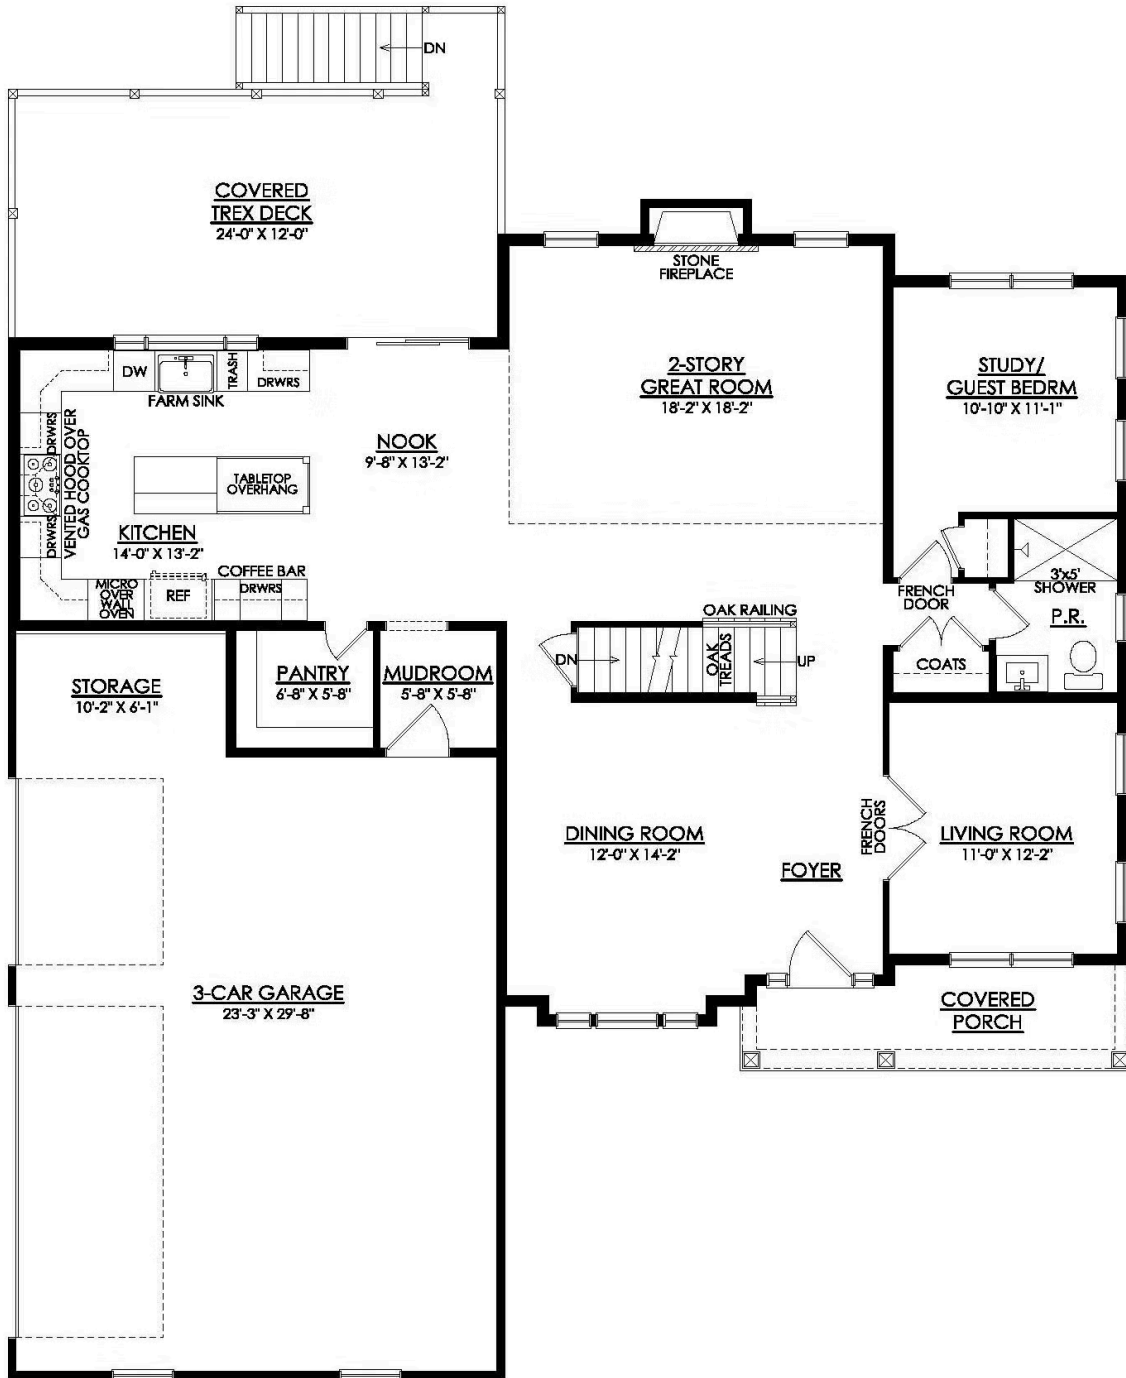 DN
COVERED
TREX DECK
24'-0" X 12'-0"
STONE
FIREPLACE
2-STORY
GREAT ROOM
18'-2" X 18'-2"
STUDY/
GUEST BEDRM
10'-10" X 11'-1"
DW
TRASH
DRWRS
FARM SINK
DRWRS
VENTED HOOD OVER
GAS COOKTOP
DRWRS
NOOK
9'-8" X 13'-2"
TABLETOP
OVERHANG
KITCHEN
14'-0" X 13'-2"
COFFEE BAR
MICRO
OVER
WALL
OVEN
REF
DRWRS
FRENCH
DOOR
3'x5'
SHOWER
P.R.
OAK RAILING
DN
OAK
TREADS
UP
COATS
STORAGE
10'-2" X 6'-1"
PANTRY
6'-8" X 5'-8"
MUDROOM
5'-8" X 5'-8"
DINING ROOM
12'-0" X 14'-2"
FRENCH
DOORS
LIVING ROOM
11'-0" X 12'-2"
FOYER
3-CAR GARAGE
23'-3" X 29'-8"
COVERED
PORCH